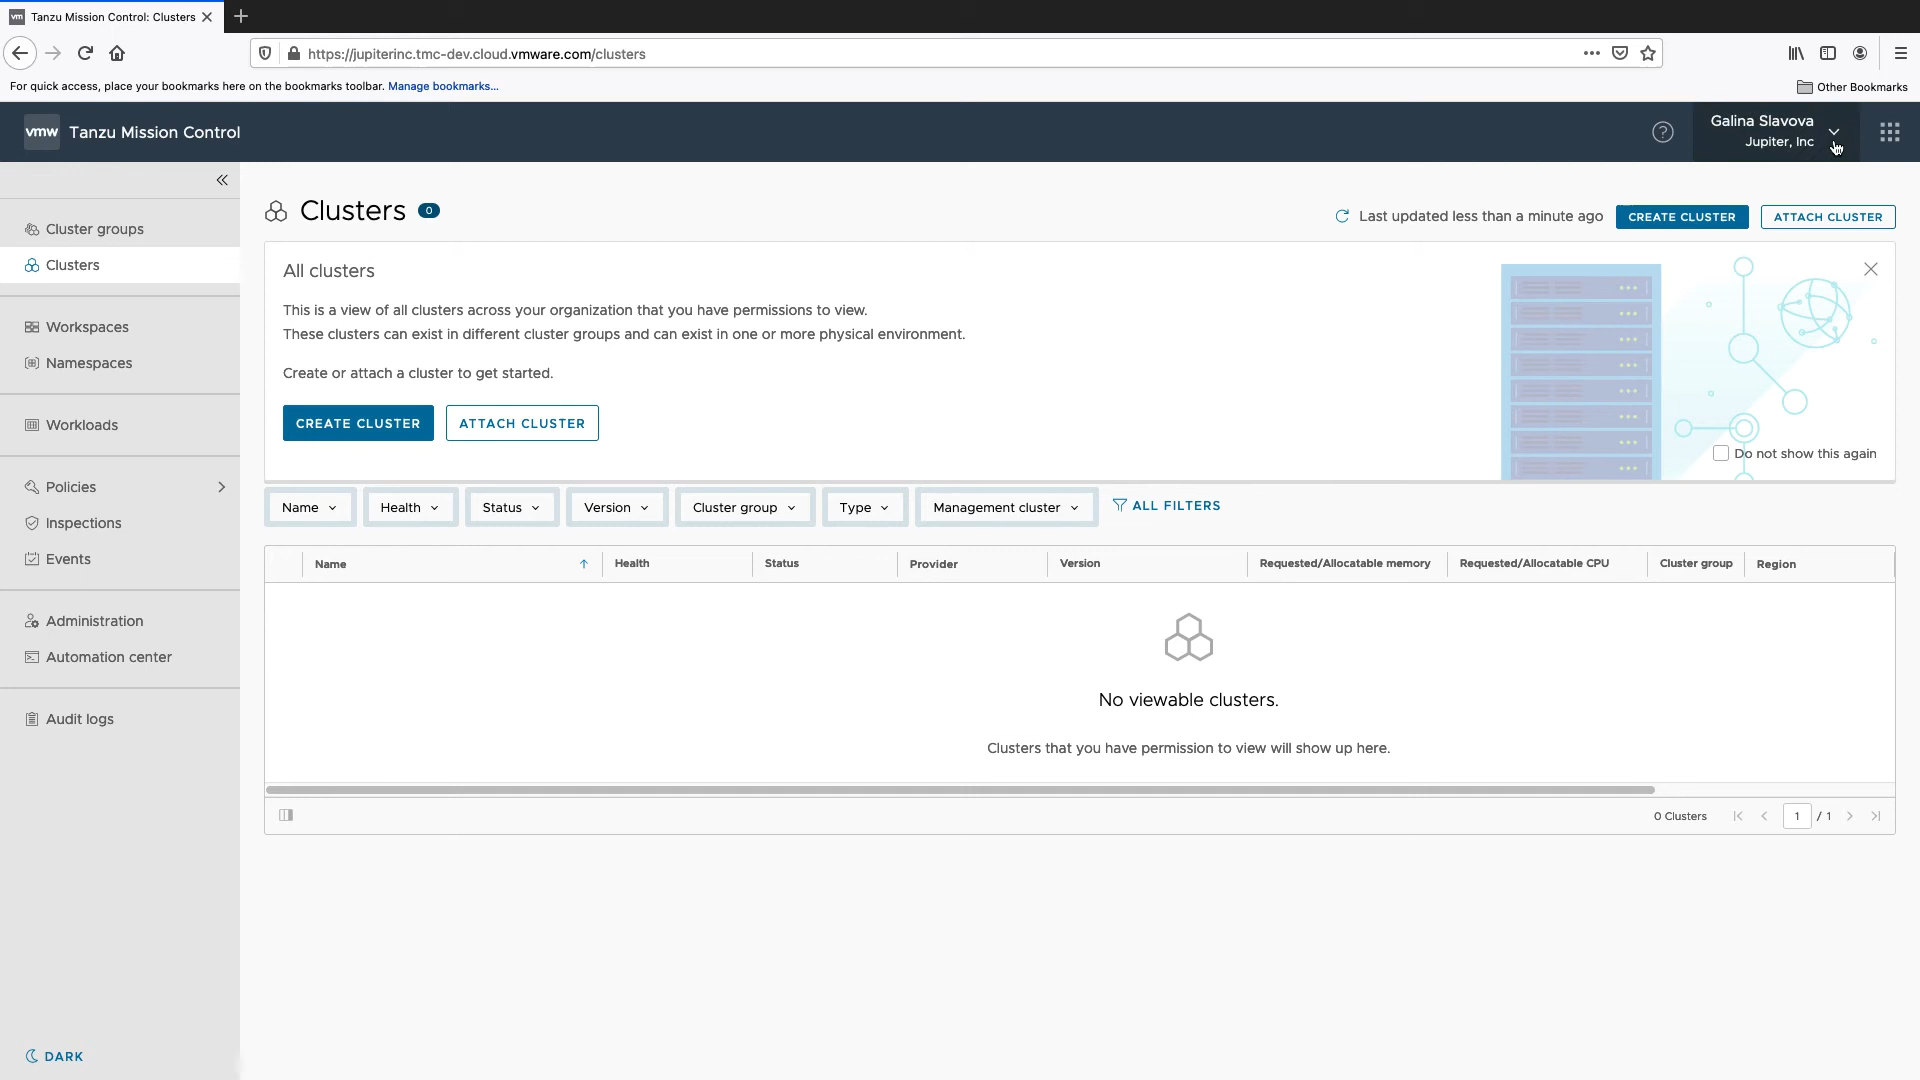 vm Tanzu Mission Control: Clusters
https://jupiterinc.tmc-dev.cloud.vmware.com/clusters
For quick access, place your bookmarks here on the bookmarks toolbar. Manage bookmarks...
Other Bookmarks
vmw Tanzu Mission Control
Galina Slavova
Jupiter, Inc
Cluster groups
Clusters
Workspaces
Namespaces
Workloads
Policies
Inspections
Events
Administration
Automation center
Audit logs
DARK
Clusters 0
Last updated less than a minute ago
CREATE CLUSTER
ATTACH CLUSTER
All clusters
This is a view of all clusters across your organization that you have permissions to view.
These clusters can exist in different cluster groups and can exist in one or more physical environment.
Create or attach a cluster to get started.
CREATE CLUSTER
ATTACH CLUSTER
Do not show this again
Name Health Status Version Cluster group Type Management cluster ALL FILTERS
Name Health Status Provider Version Requested/Allocatable memory Requested/Allocatable CPU Cluster group Region
No viewable clusters.
Clusters that you have permission to view will show up here.
0 Clusters 1 / 1